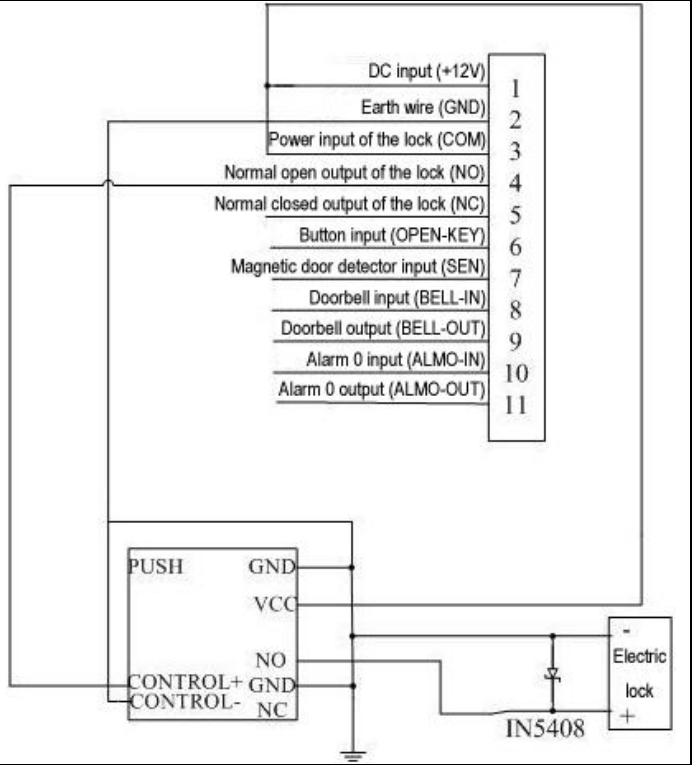 DC input (+12V)
1
Earth wire (GND)
2
Power input of the lock (COM)
3
Normal open output of the lock (NO)
4
Normal closed output of the lock (NC)
5
Button input (OPEN-KEY)
6
Magnetic door detector input (SEN)
7
Doorbell input (BELL-IN)
8
Doorbell output (BELL-OUT)
9
Alarm 0 input (ALMO-IN)
10
Alarm 0 output (ALMO-OUT)
11
PUSH
GND
VCC
NO
CONTROL+
GND
CONTROL-
NC
-
Electric
lock
+
IN5408